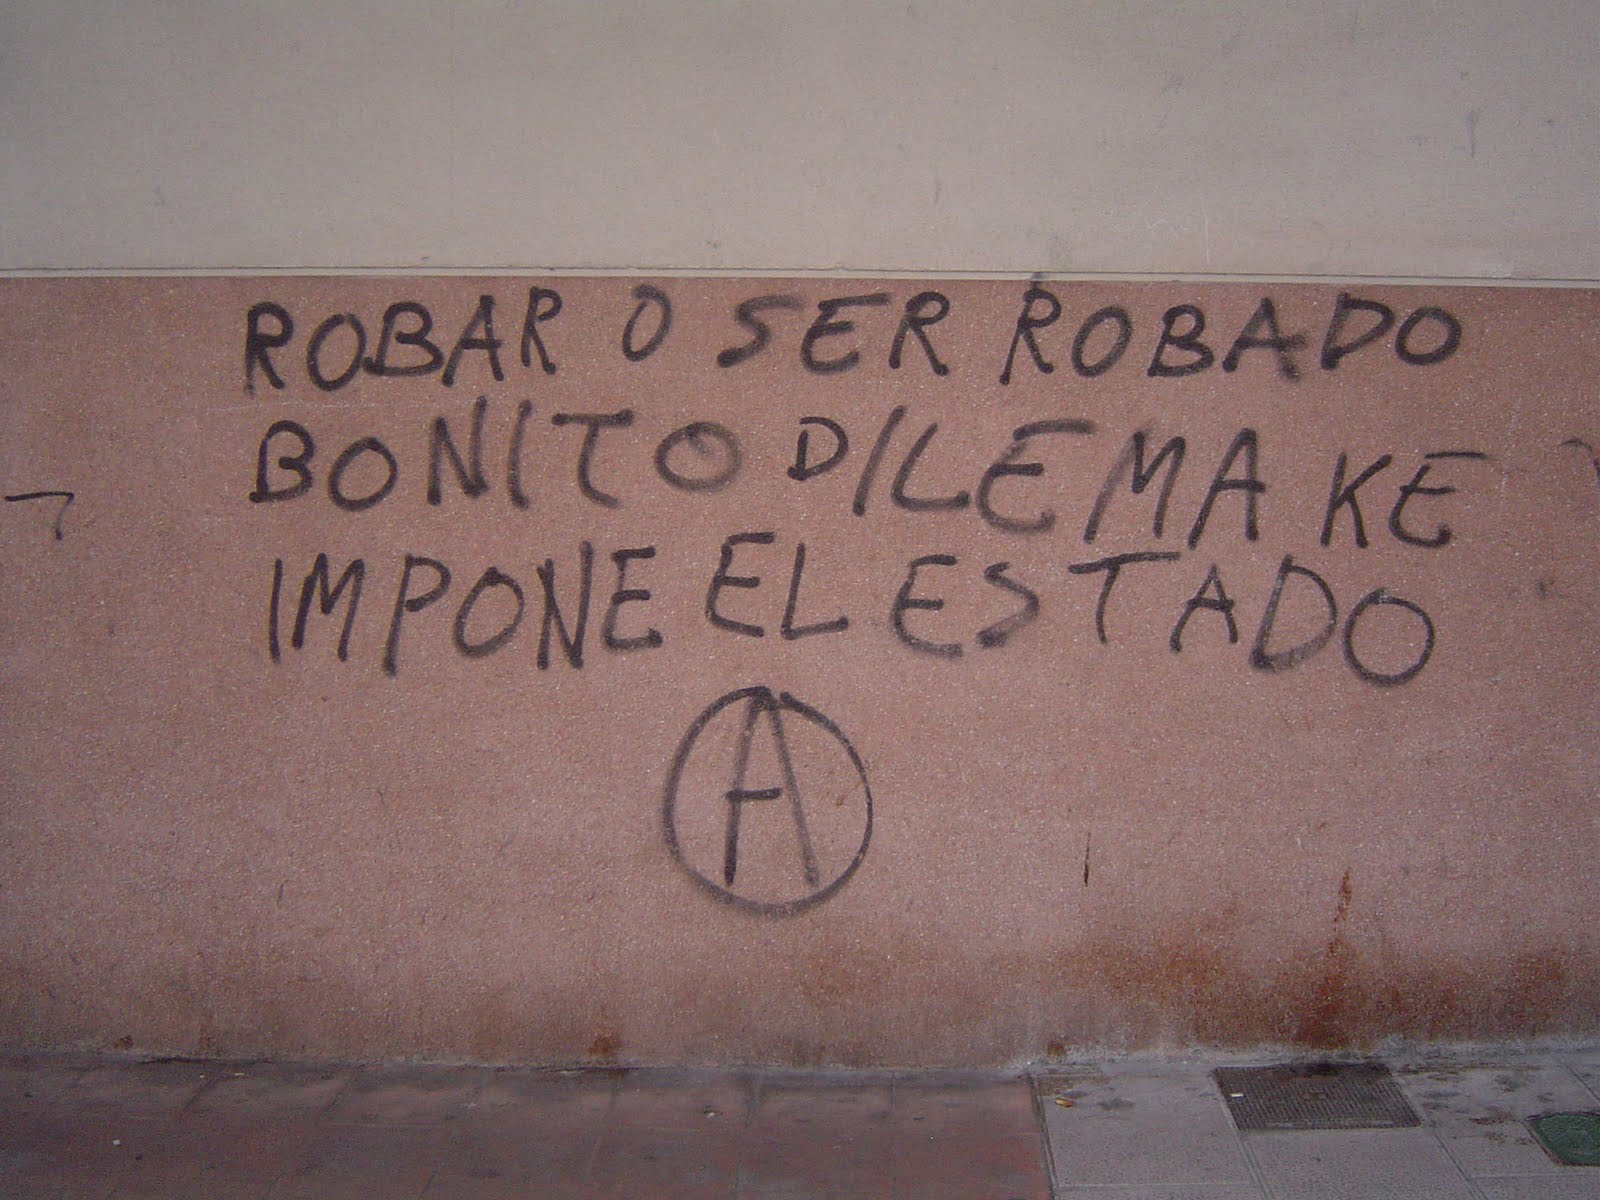 ROBAR O SER ROBADO
BONITO DILEMA KE
IMPONE EL ESTADO
A